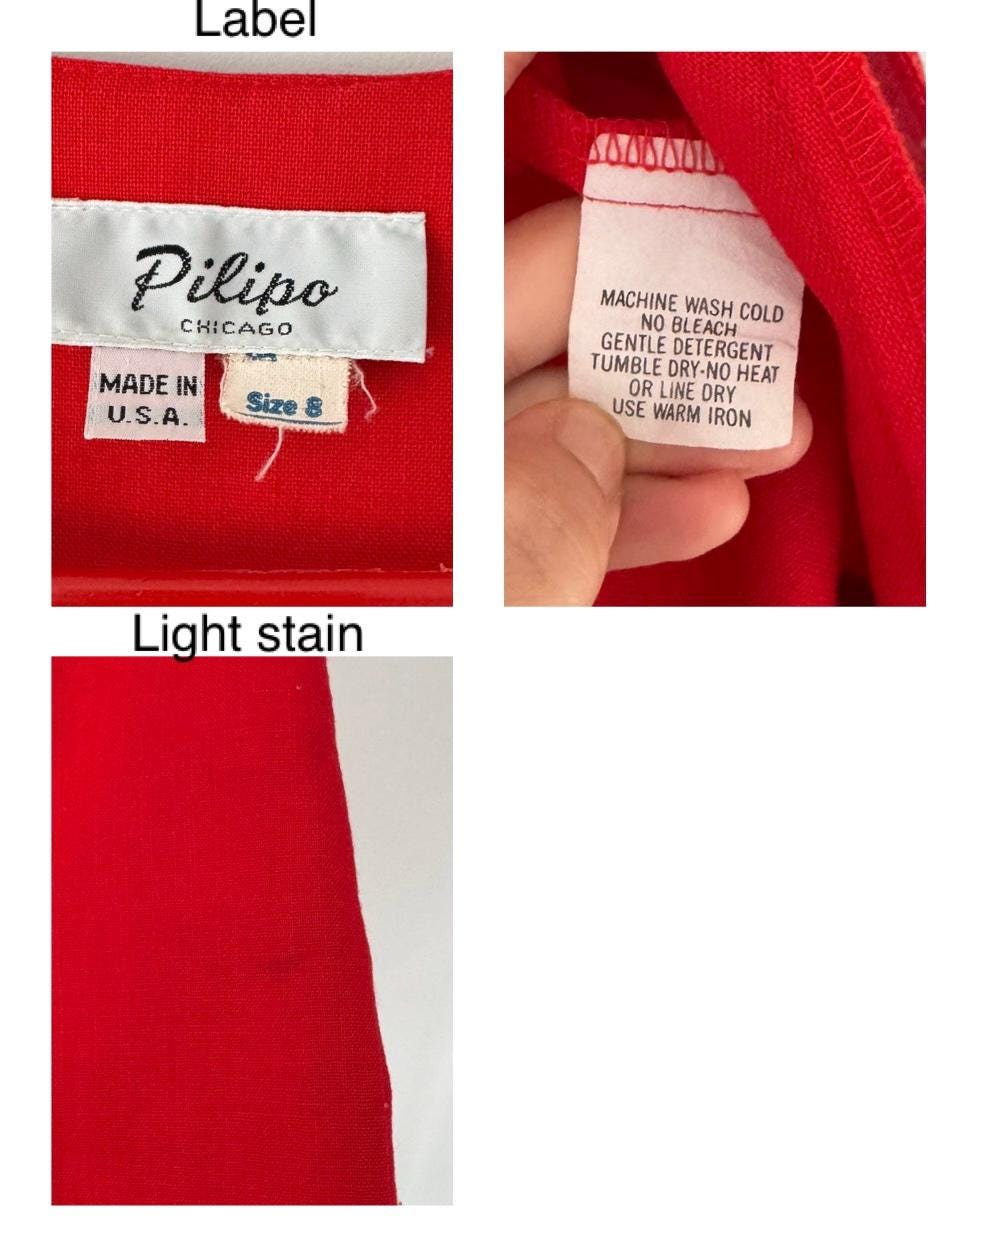 Label
Pilipo
CHICAGO
MADE IN
U.S.A.
Size 8
MACHINE WASH COLD
NO BLEACH
GENTLE DETERGENT
TUMBLE DRY-NO HEAT
OR LINE DRY
USE WARM IRON
Light stain